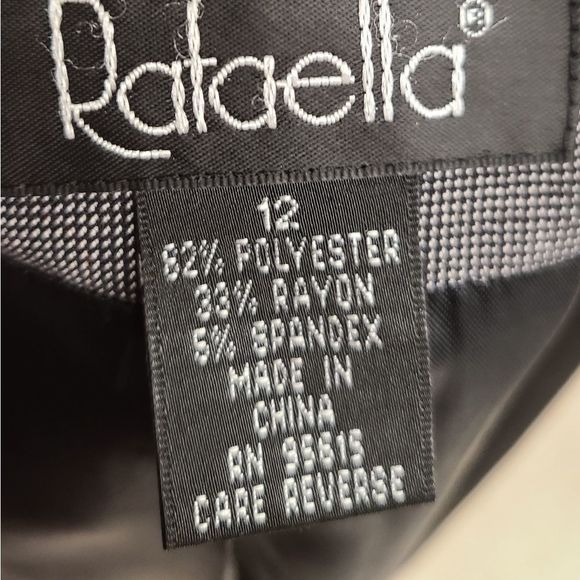 Rafaella®
12
62% POLYESTER
33% RAYON
5% SPANDEX
MADE IN
CHINA
RN 95615
CARE REVERSE